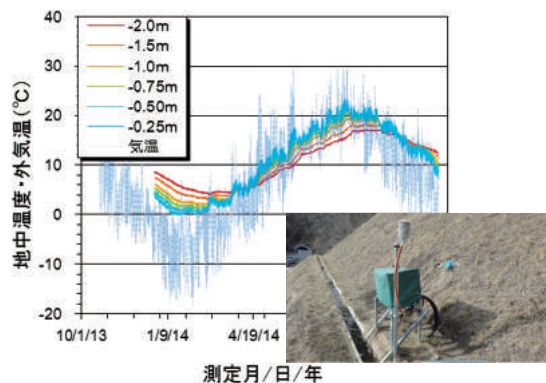 地中温度・外気温(℃)
40
30
20
10
0
-10
-20
-2.0m
-1.5m
-1.0m
-0.75m
-0.50m
-0.25m
気温
10/1/13
1/9/14
4/19/14
測定月/日/年